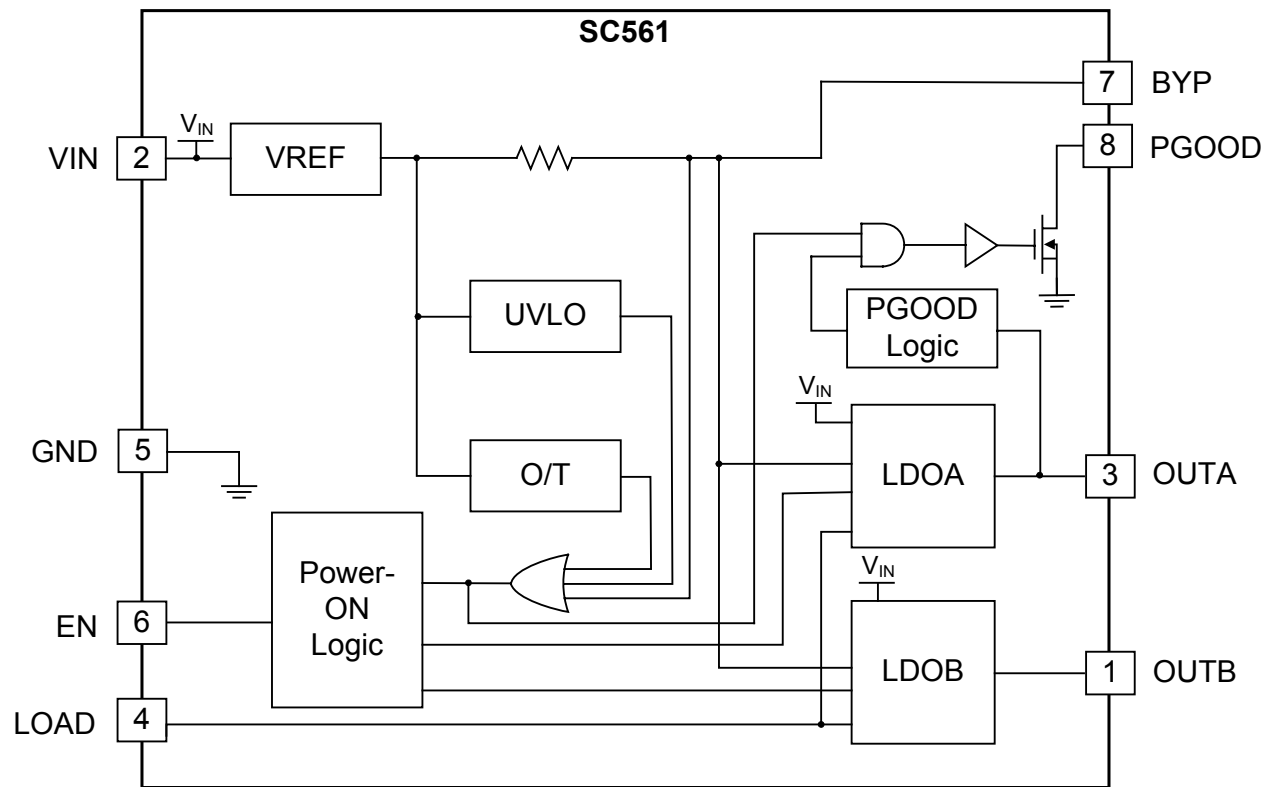 SC561
7 BYP
V_IN
VIN 2
VREF
8 PGOOD
UVLO
PGOOD
Logic
V_IN
GND 5
O/T
LDOA
3 OUTA
Power-
ON
Logic
V_IN
EN 6
LDOB
1 OUTB
LOAD 4